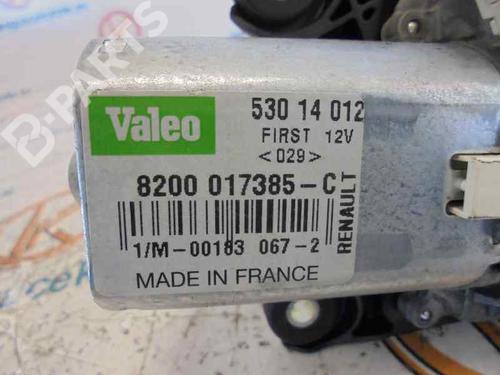 B-PARTS
Valeo
530 14 012
FIRST 12V
<029>
8200 017385-C
RENAULT
1/M-00183 067-2
MADE IN FRANCE